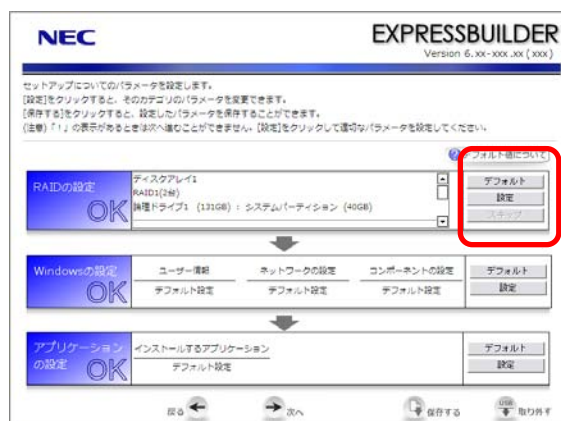 NEC
EXPRESSBUILDER
Version 6.xx-xxx.xx (xxx)
セットアップについてのパラメータを設定します。
[設定]をクリックすると、そのカテゴリのパラメータを変更できます。
[保存する]をクリックすると、設定したパラメータを保存することができます。
(注意)「!」の表示があるときは次へ進むことができません。[設定]をクリックして適切なパラメータを設定してください。
? デフォルト値について
RAIDの設定
OK
ディスクアレイ1
RAID1(2台)
論理ドライブ1 (131GB) : システムパーティション (40GB)
デフォルト
設定
スキップ
Windowsの設定
OK
ユーザー情報 ネットワークの設定 コンポーネントの設定
デフォルト設定 デフォルト設定 デフォルト設定
デフォルト
設定
アプリケーション
の設定
OK
インストールするアプリケーション
デフォルト設定
デフォルト
設定
戻る 次へ 保存する USB 取り外す